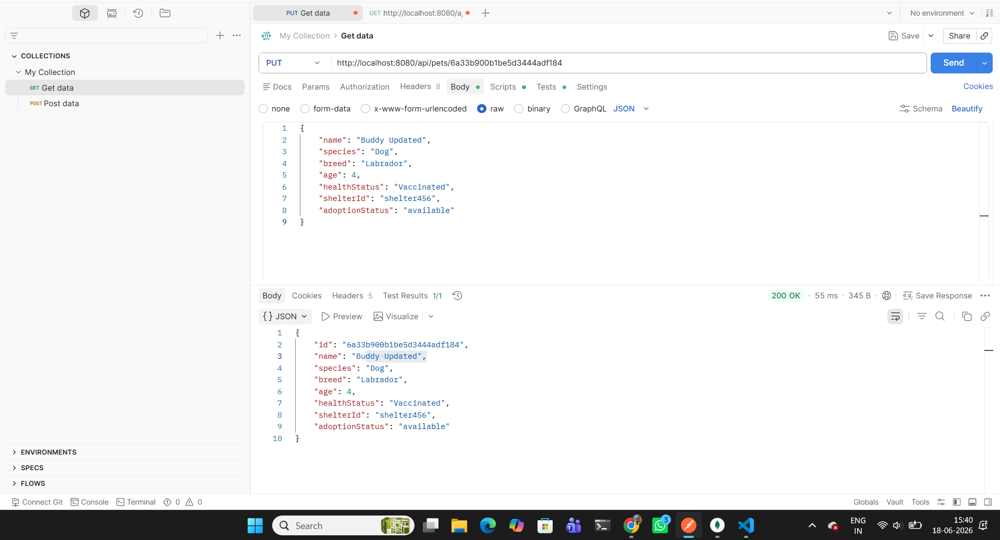 PUT Get data
GET http://localhost:8080/a
No environment
HTTP My Collection > Get data
Save
Share
COLLECTIONS
My Collection
GET Get data
POST Post data
PUT http://localhost:8080/api/pets/6a33b900b1be5d3444adf184
Send
Docs Params Authorization Headers 8 Body Scripts Tests Settings
Cookies
none form-data x-www-form-urlencoded raw binary GraphQL JSON
Schema Beautify
1 {
2 "name": "Buddy Updated",
3 "species": "Dog",
4 "breed": "Labrador",
5 "age": 4,
6 "healthStatus": "Vaccinated",
7 "shelterId": "shelter456",
8 "adoptionStatus": "available"
9 }
Body Cookies Headers 5 Test Results 1/1
200 OK • 55 ms • 345 B • e.g. Save Response
{} JSON Preview Visualize
1 {
2 "id": "6a33b900b1be5d3444adf184",
3 "name": "Buddy·Updated",
4 "species": "Dog",
5 "breed": "Labrador",
6 "age": 4,
7 "healthStatus": "Vaccinated",
8 "shelterId": "shelter456",
9 "adoptionStatus": "available"
10 }
ENVIRONMENTS
SPECS
FLOWS
Connect Git Console Terminal 0 0
Globals Vault Tools
Search
3
ENG
IN
15:40
18-06-2026